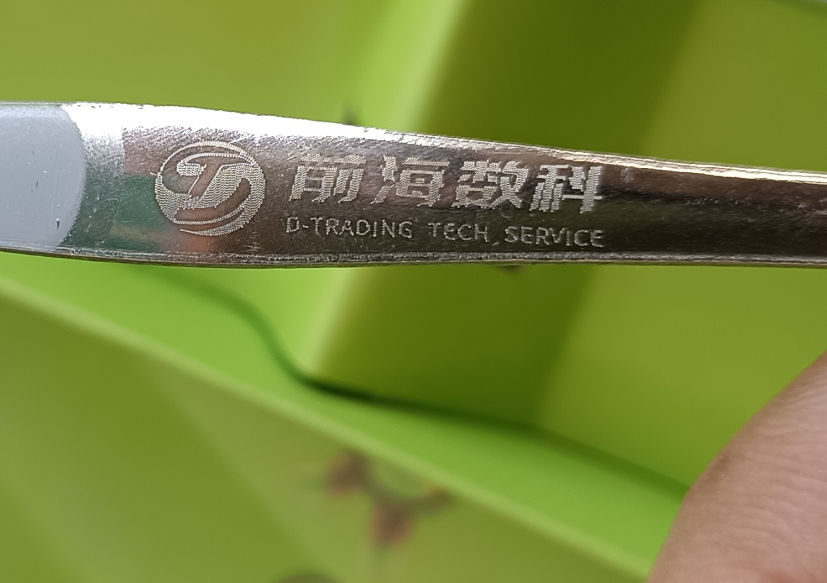 前海数科
D-TRADING TECH SERVICE